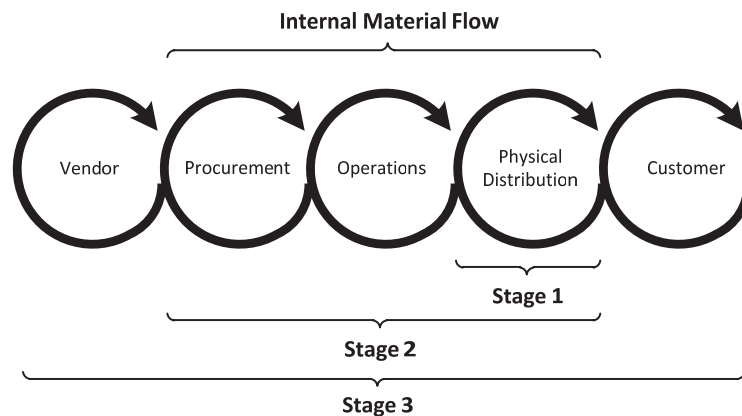 Internal Material Flow
Vendor
Procurement
Operations
Physical
Distribution
Customer
Stage 1
Stage 2
Stage 3